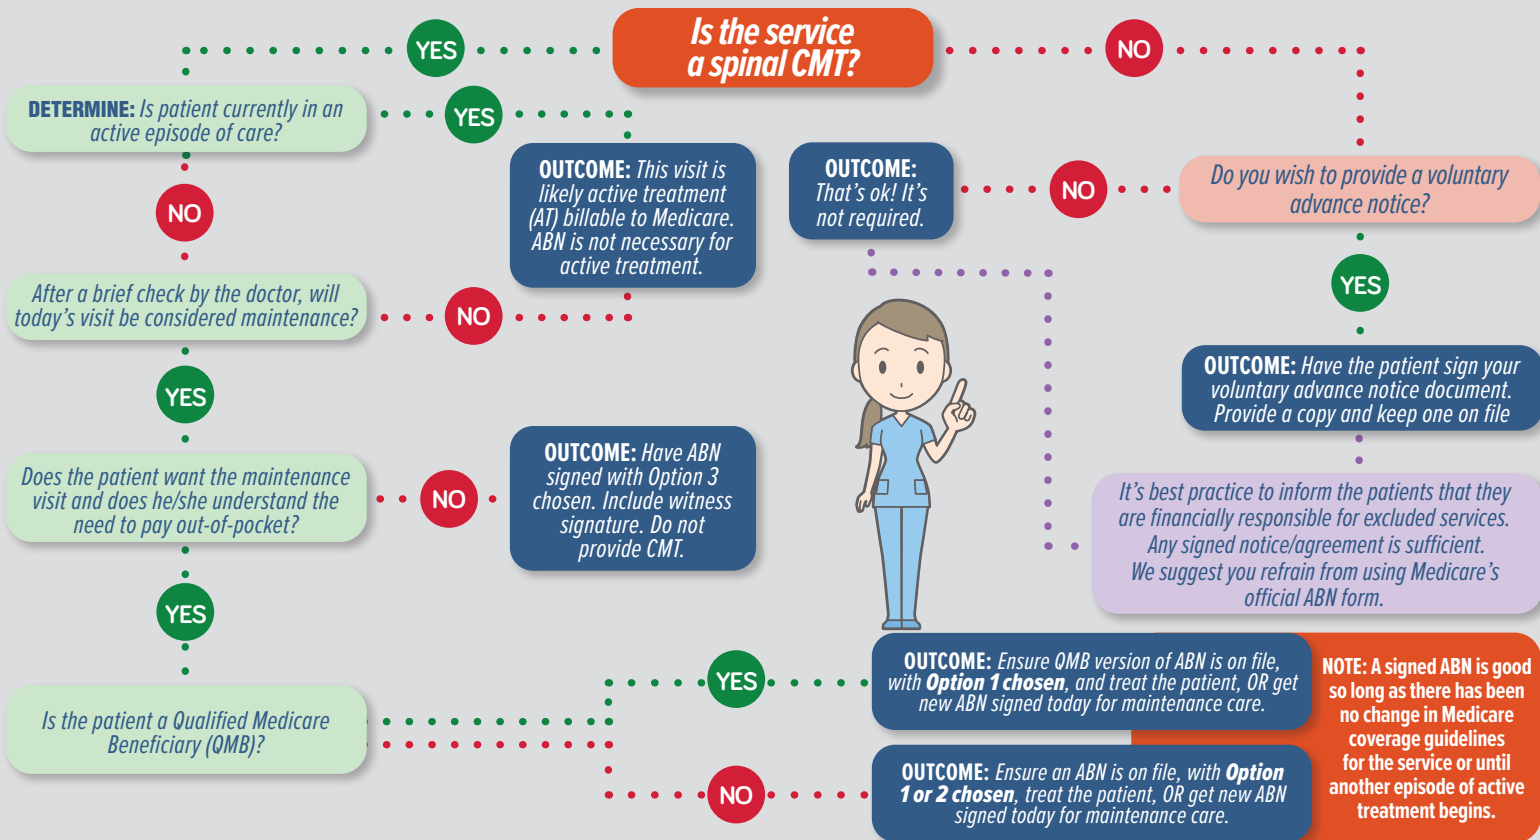 Is the service
a spinal CMT?
YES
NO
DETERMINE: Is patient currently in an
active episode of care?
YES
OUTCOME: This visit is
likely active treatment
(AT) billable to Medicare.
ABN is not necessary for
active treatment.
OUTCOME:
That's ok! It's
not required.
NO
Do you wish to provide a voluntary
advance notice?
NO
YES
After a brief check by the doctor, will
today's visit be considered maintenance?
NO
YES
OUTCOME: Have the patient sign your
voluntary advance notice document.
Provide a copy and keep one on file
Does the patient want the maintenance
visit and does he/she understand the
need to pay out-of-pocket?
NO
OUTCOME: Have ABN
signed with Option 3
chosen. Include witness
signature. Do not
provide CMT.
It's best practice to inform the patients that they
are financially responsible for excluded services.
Any signed notice/agreement is sufficient.
We suggest you refrain from using Medicare's
official ABN form.
YES
Is the patient a Qualified Medicare
Beneficiary (QMB)?
YES
OUTCOME: Ensure QMB version of ABN is on file,
with Option 1 chosen, and treat the patient, OR get
new ABN signed today for maintenance care.
NO
OUTCOME: Ensure an ABN is on file, with Option
1 or 2 chosen, treat the patient, OR get new ABN
signed today for maintenance care.
NOTE: A signed ABN is good
so long as there has been
no change in Medicare
coverage guidelines
for the service or until
another episode of active
treatment begins.